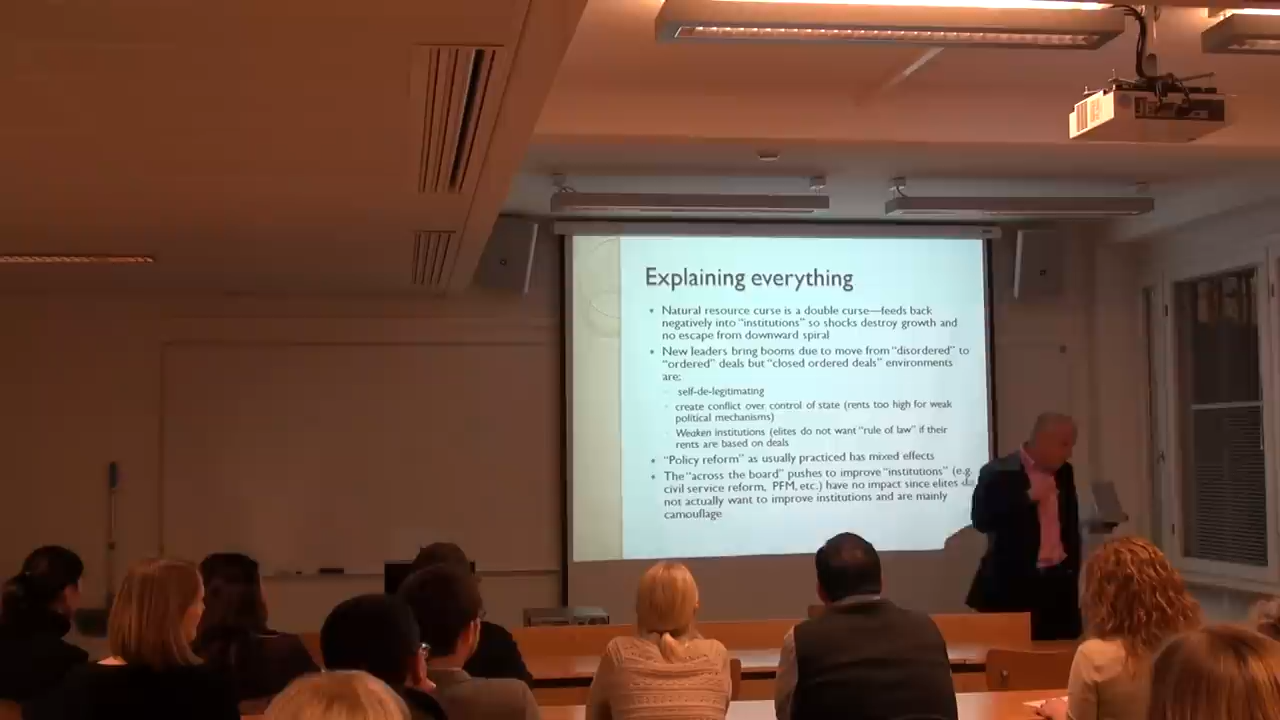 Explaining everything
Natural resource curse is a double curse—feeds back
negatively into "institutions" so shocks destroy growth and
no escape from downward spiral
New leaders bring booms due to move from "disordered" to
"ordered" deals but "closed ordered deals" environments
are:
self-de-legitimating
create conflict over control of state (rents too high for weak
political mechanisms)
Weaken institutions (elites do not want "rule of law" if their
rents are based on deals
"Policy reform" as usually practiced has mixed effects
The "across the board" pushes to improve "institutions" (e.g.
civil service reform, PFM, etc.) have no impact since elites do
not actually want to improve institutions and are mainly
camouflage